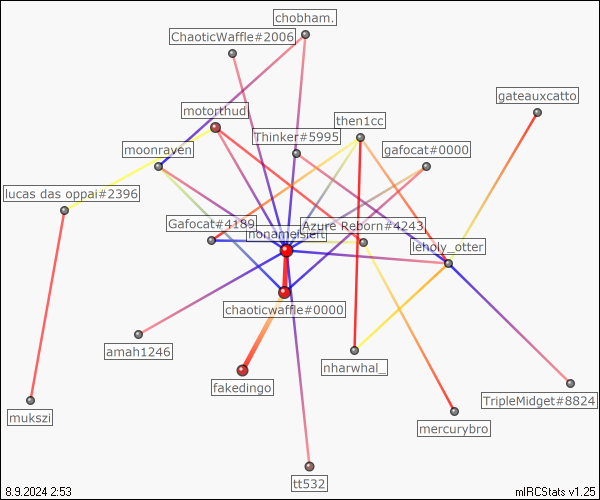 chobham.
ChaoticWaffle#2006
gateauxcatto
motorthud
then1cc
Thinker#5995
moonraven
gafocat#0000
lucas das oppai#2396
Gafocat#4189
Azure Reborn#4243
nonamelsleft
leholy_otter
chaoticwaffle#0000
amah1246
nharwhal_
fakedingo
TripleMidget#8824
mukszi
mercurybro
tt532
8.9.2024 2:53
mIRCStats v1.25